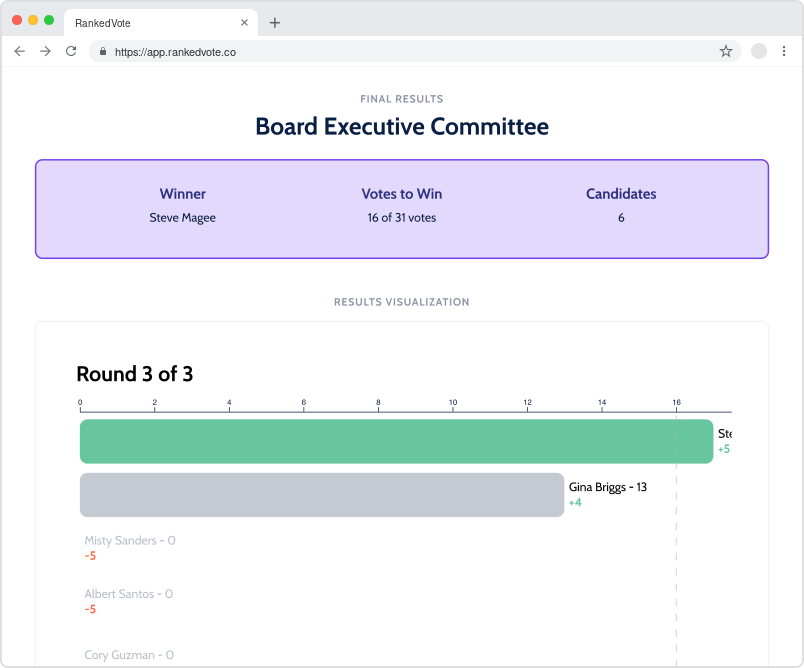 RankedVote
https://app.rankedvote.co
FINAL RESULTS
Board Executive Committee
Winner Votes to Win Candidates
Steve Magee 16 of 31 votes 6
RESULTS VISUALIZATION
Round 3 of 3
0 2 4 6 8 10 12 14 16
Ste
+5
Gina Briggs - 13
+4
Misty Sanders - 0
-5
Albert Santos - 0
-5
Cory Guzman - 0